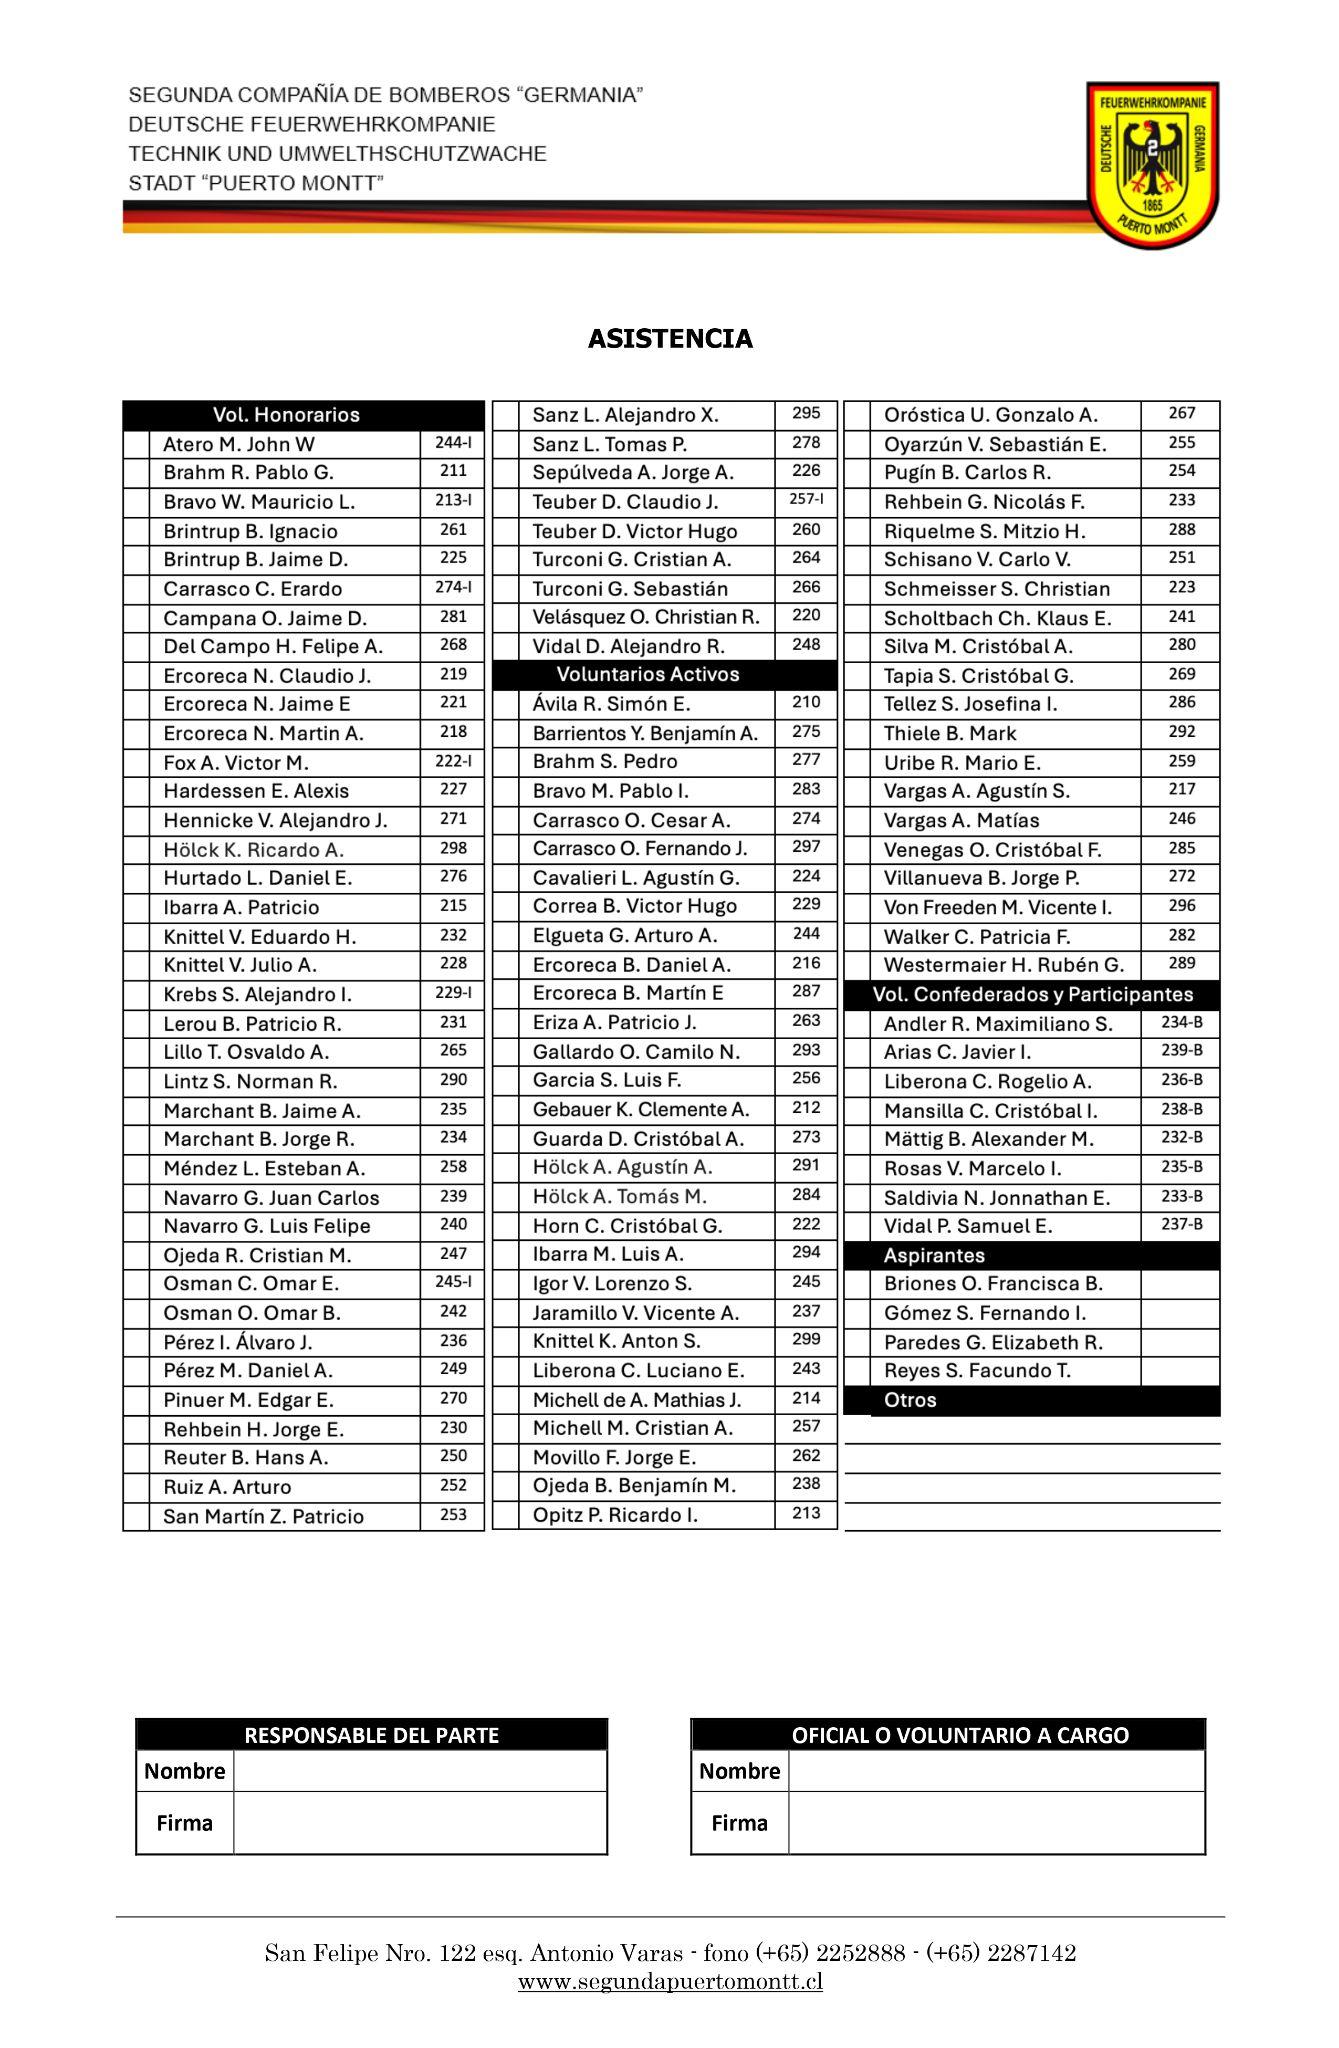 SEGUNDA COMPAÑÍA DE BOMBEROS “GERMANIA”
DEUTSCHE FEUERWEHRKOMPANIE
TECHNIK UND UMWELTHSCHUTZWACHE
STADT “PUERTO MONTT”
FEUERWEHRKOMPANIE
DEUTSCHE
GERMANIA
2
1865
PUERTO MONTT
ASISTENCIA
Vol. Honorarios
Atero M. John W 244-I
Brahm R. Pablo G. 211
Bravo W. Mauricio L. 213-I
Brintrup B. Ignacio 261
Brintrup B. Jaime D. 225
Carrasco C. Erardo 274-I
Campana O. Jaime D. 281
Del Campo H. Felipe A. 268
Ercoreca N. Claudio J. 219
Ercoreca N. Jaime E 221
Ercoreca N. Martin A. 218
Fox A. Victor M. 222-I
Hardessen E. Alexis 227
Hennicke V. Alejandro J. 271
Hölck K. Ricardo A. 298
Hurtado L. Daniel E. 276
Ibarra A. Patricio 215
Knittel V. Eduardo H. 232
Knittel V. Julio A. 228
Krebs S. Alejandro I. 229-I
Lerou B. Patricio R. 231
Lillo T. Osvaldo A. 265
Lintz S. Norman R. 290
Marchant B. Jaime A. 235
Marchant B. Jorge R. 234
Méndez L. Esteban A. 258
Navarro G. Juan Carlos 239
Navarro G. Luis Felipe 240
Ojeda R. Cristian M. 247
Osman C. Omar E. 245-I
Osman O. Omar B. 242
Pérez I. Álvaro J. 236
Pérez M. Daniel A. 249
Pinuer M. Edgar E. 270
Rehbein H. Jorge E. 230
Reuter B. Hans A. 250
Ruiz A. Arturo 252
San Martín Z. Patricio 253
Sanz L. Alejandro X. 295
Sanz L. Tomas P. 278
Sepúlveda A. Jorge A. 226
Teuber D. Claudio J. 257-I
Teuber D. Victor Hugo 260
Turconi G. Cristian A. 264
Turconi G. Sebastián 266
Velásquez O. Christian R. 220
Vidal D. Alejandro R. 248
Voluntarios Activos
Ávila R. Simón E. 210
Barrientos Y. Benjamín A. 275
Brahm S. Pedro 277
Bravo M. Pablo I. 283
Carrasco O. Cesar A. 274
Carrasco O. Fernando J. 297
Cavalieri L. Agustín G. 224
Correa B. Victor Hugo 229
Elgueta G. Arturo A. 244
Ercoreca B. Daniel A. 216
Ercoreca B. Martín E 287
Eriza A. Patricio J. 263
Gallardo O. Camilo N. 293
Garcia S. Luis F. 256
Gebauer K. Clemente A. 212
Guarda D. Cristóbal A. 273
Hölck A. Agustín A. 291
Hölck A. Tomás M. 284
Horn C. Cristóbal G. 222
Ibarra M. Luis A. 294
Igor V. Lorenzo S. 245
Jaramillo V. Vicente A. 237
Knittel K. Anton S. 299
Liberona C. Luciano E. 243
Michell de A. Mathias J. 214
Michell M. Cristian A. 257
Movillo F. Jorge E. 262
Ojeda B. Benjamín M. 238
Opitz P. Ricardo I. 213
Oróstica U. Gonzalo A. 267
Oyarzún V. Sebastián E. 255
Pugín B. Carlos R. 254
Rehbein G. Nicolás F. 233
Riquelme S. Mitzio H. 288
Schisano V. Carlo V. 251
Schmeisser S. Christian 223
Scholtbach Ch. Klaus E. 241
Silva M. Cristóbal A. 280
Tapia S. Cristóbal G. 269
Tellez S. Josefina I. 286
Thiele B. Mark 292
Uribe R. Mario E. 259
Vargas A. Agustín S. 217
Vargas A. Matías 246
Venegas O. Cristóbal F. 285
Villanueva B. Jorge P. 272
Von Freeden M. Vicente I. 296
Walker C. Patricia F. 282
Westermaier H. Rubén G. 289
Vol. Confederados y Participantes
Andler R. Maximiliano S. 234-B
Arias C. Javier I. 239-B
Liberona C. Rogelio A. 236-B
Mansilla C. Cristóbal I. 238-B
Mättig B. Alexander M. 232-B
Rosas V. Marcelo I. 235-B
Saldivia N. Jonnathan E. 233-B
Vidal P. Samuel E. 237-B
Aspirantes
Briones O. Francisca B.
Gómez S. Fernando I.
Paredes G. Elizabeth R.
Reyes S. Facundo T.
Otros
RESPONSABLE DEL PARTE
Nombre
Firma
OFICIAL O VOLUNTARIO A CARGO
Nombre
Firma
San Felipe Nro. 122 esq. Antonio Varas - fono (+65) 2252888 - (+65) 2287142
www.segundapuertomontt.cl